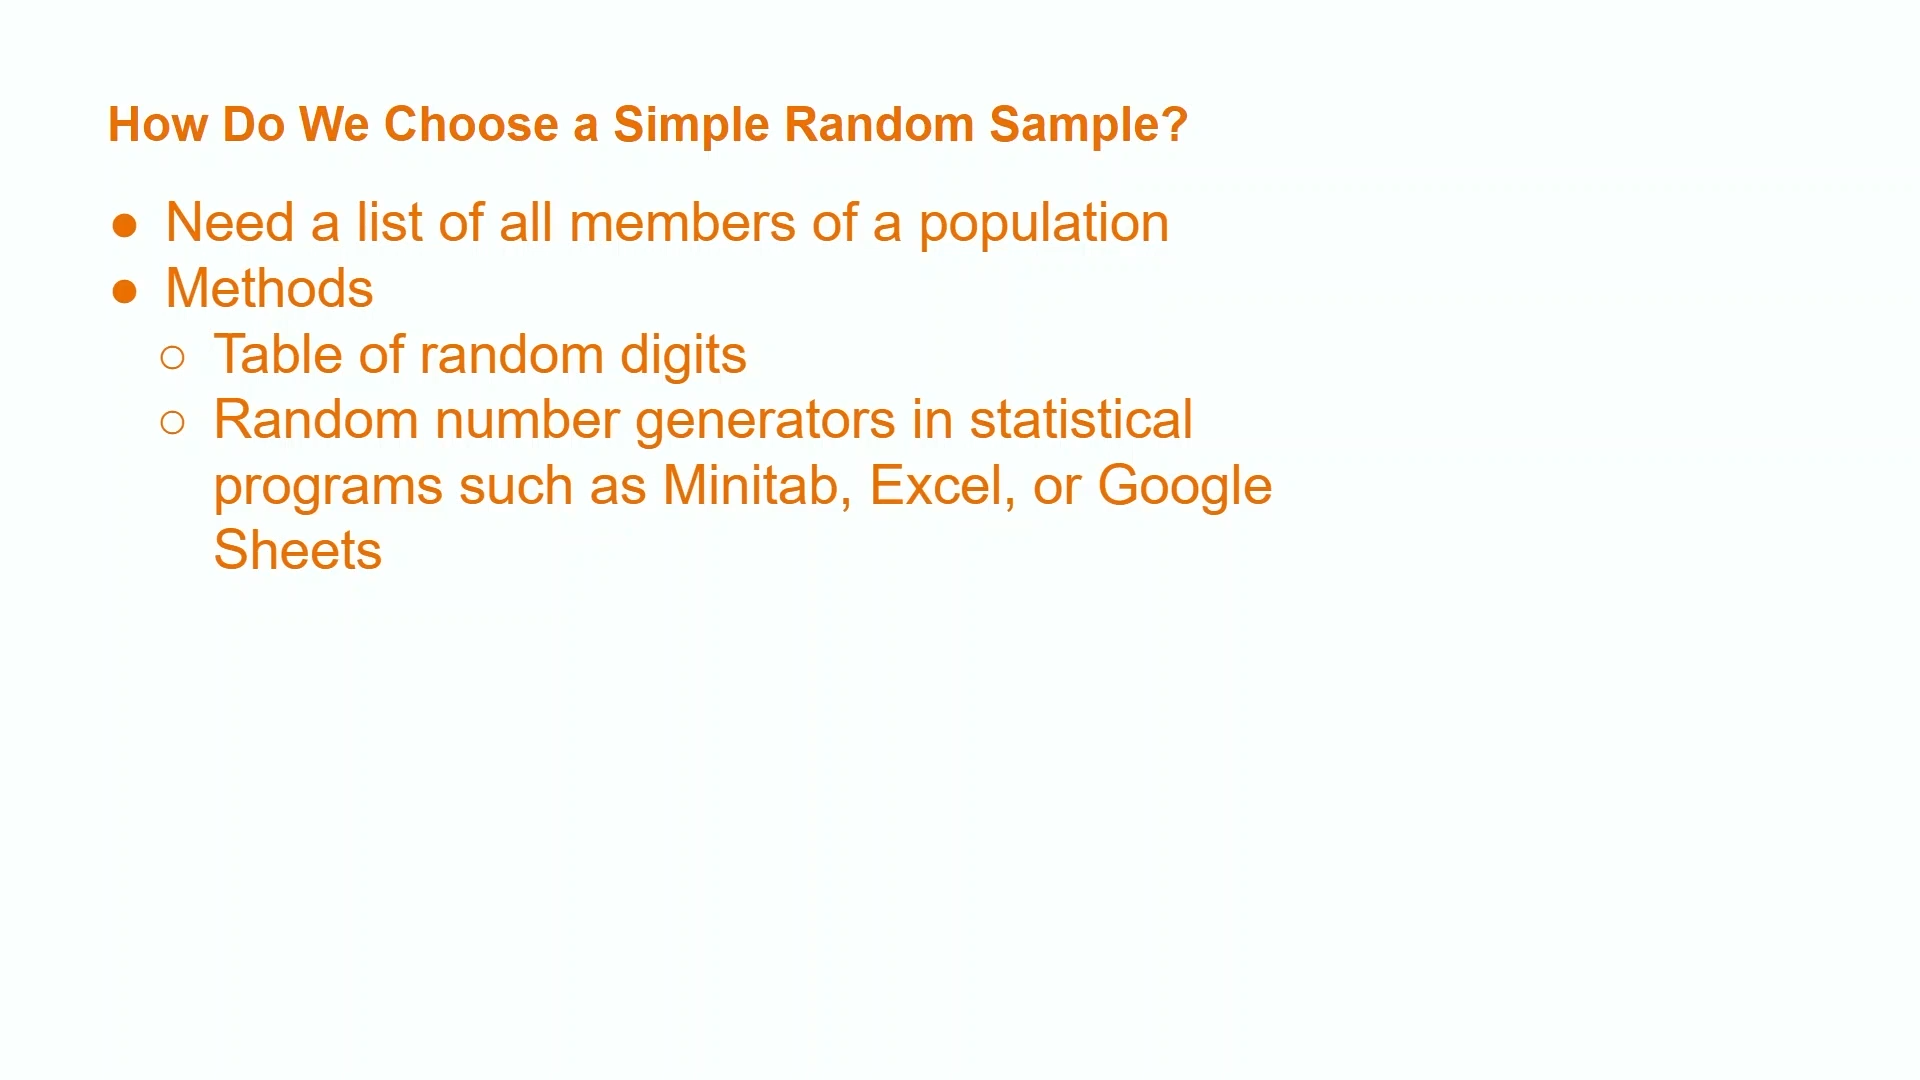 How Do We Choose a Simple Random Sample?
● Need a list of all members of a population
● Methods
○ Table of random digits
○ Random number generators in statistical
programs such as Minitab, Excel, or Google
Sheets